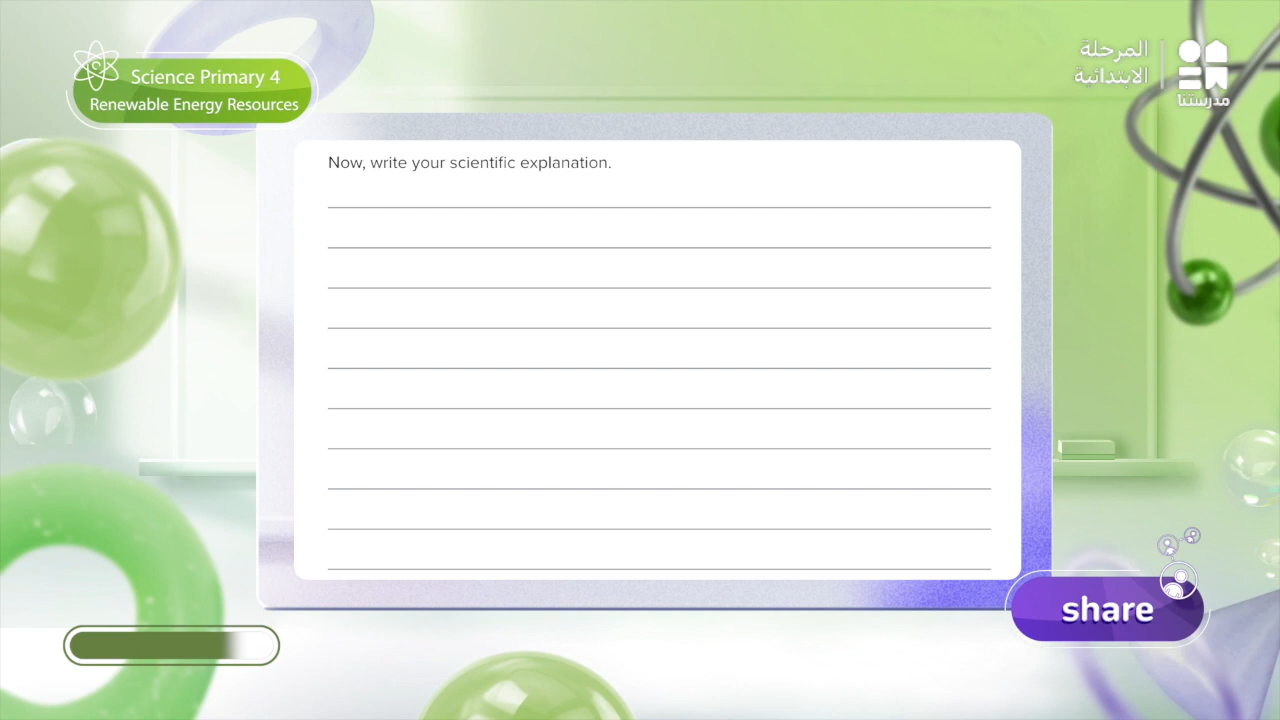 Science Primary 4
Renewable Energy Resources
المرحلة
الابتدائية
مدرستنا
Now, write your scientific explanation.
share